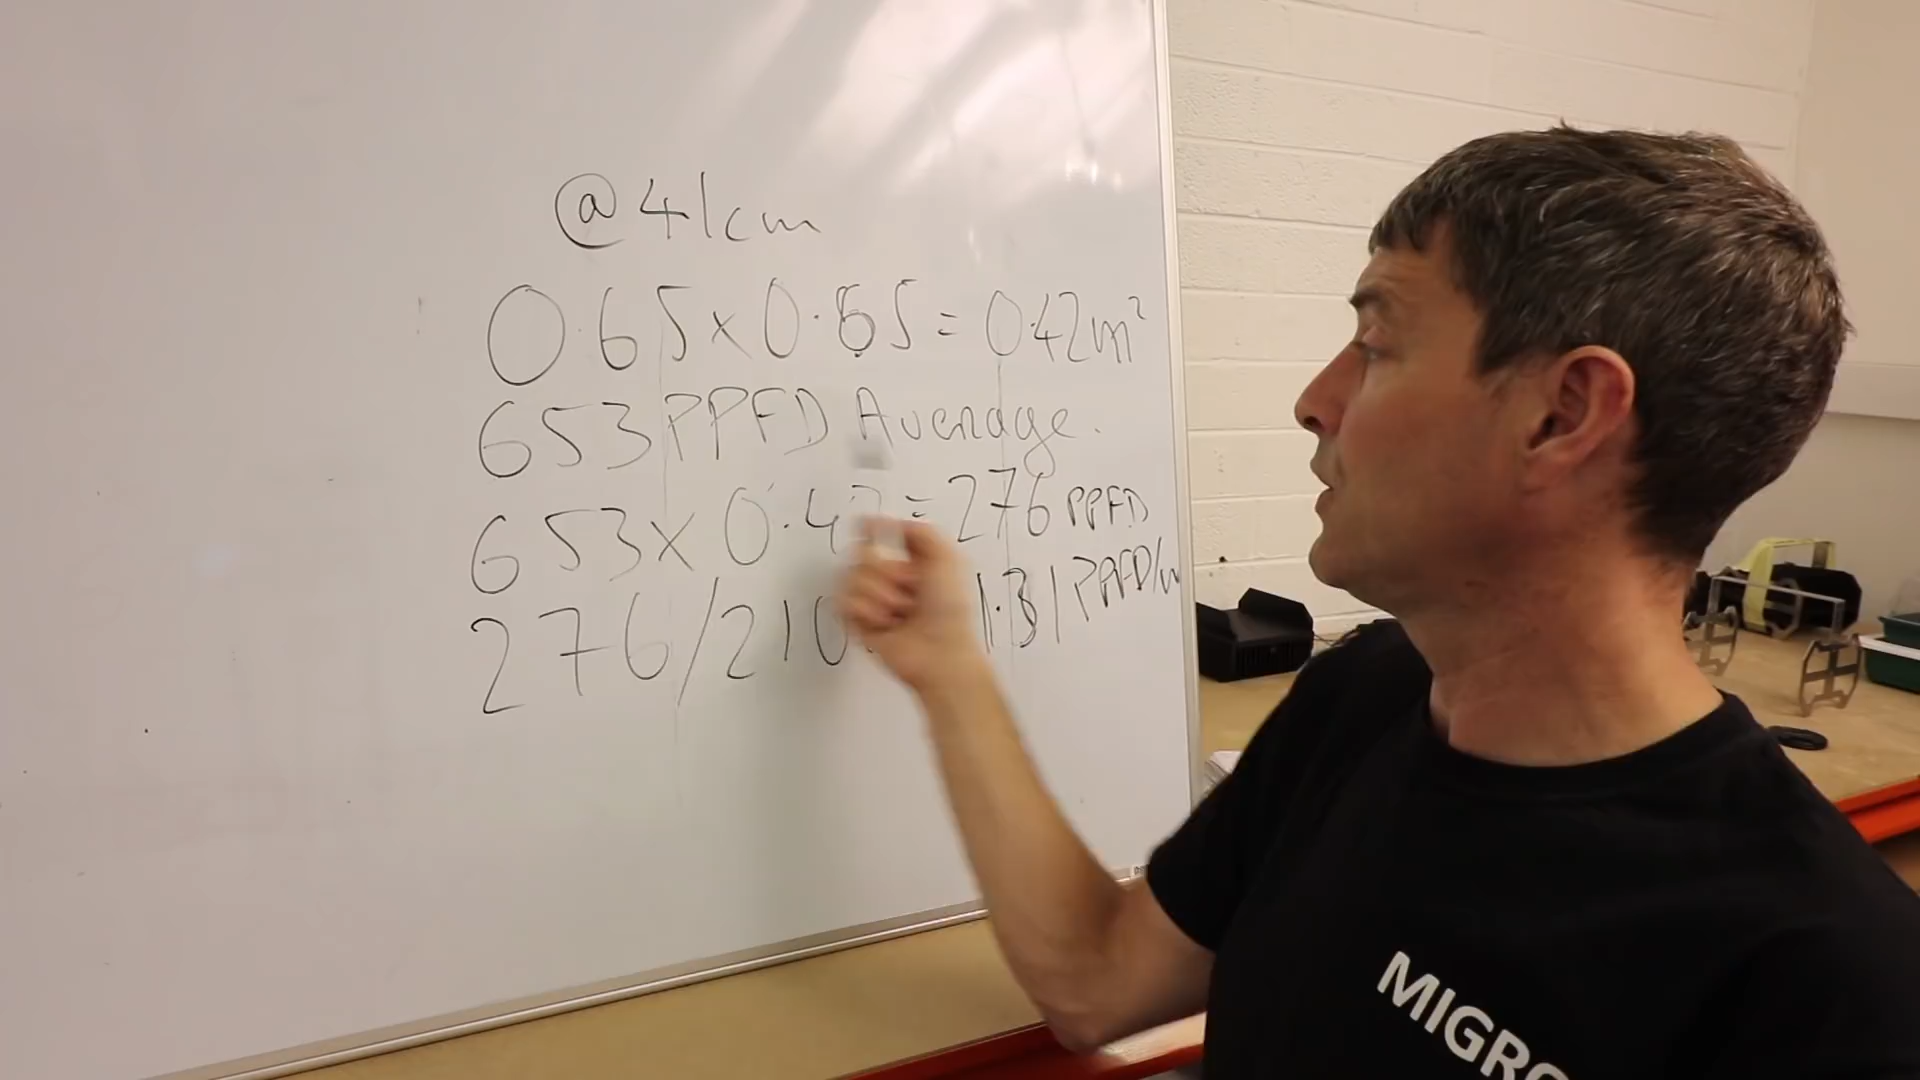 @ 41cm
0.65 x 0.65 = 0.42m²
653 PPFD Average.
653 x 0.42 = 276 PPFD
276/210 1.31 PPFD/w
MIGRO